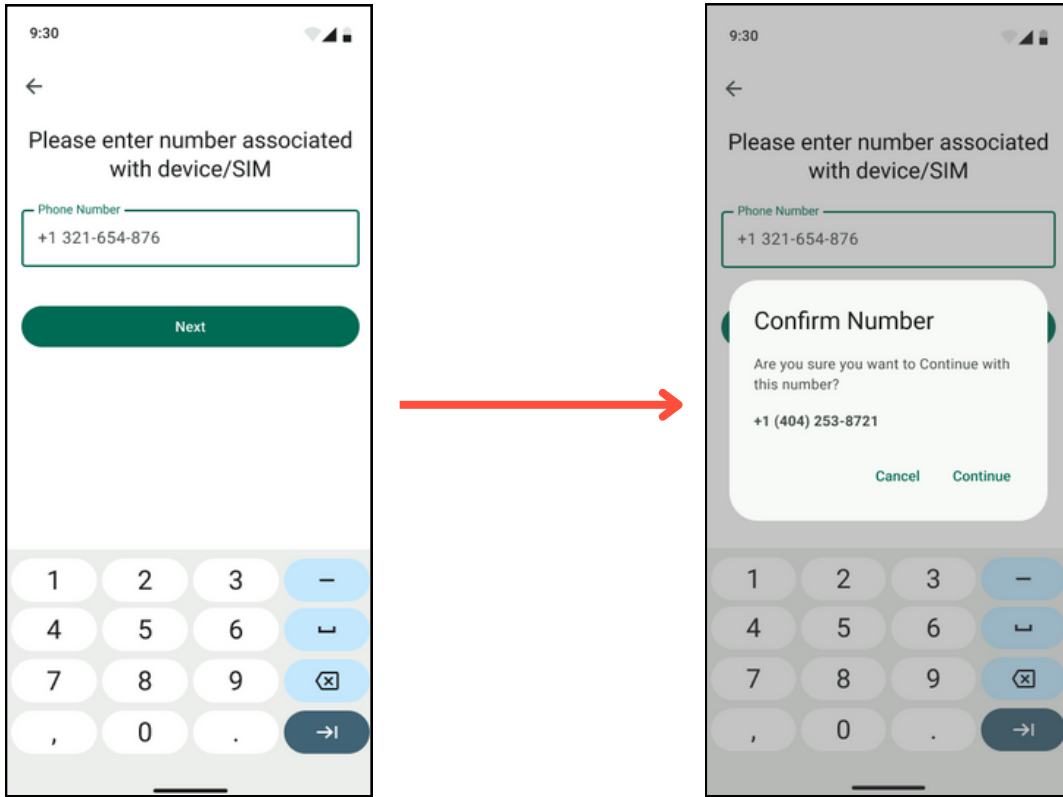 9:30
Please enter number associated
with device/SIM
Phone Number
+1 321-654-876
Next
1 2 3 –
4 5 6
7 8 9
, 0 .
9:30
Please enter number associated
with device/SIM
Phone Number
+1 321-654-876
Confirm Number
Are you sure you want to Continue with
this number?
+1 (404) 253-8721
Cancel Continue
1 2 3 –
4 5 6
7 8 9
, 0 .